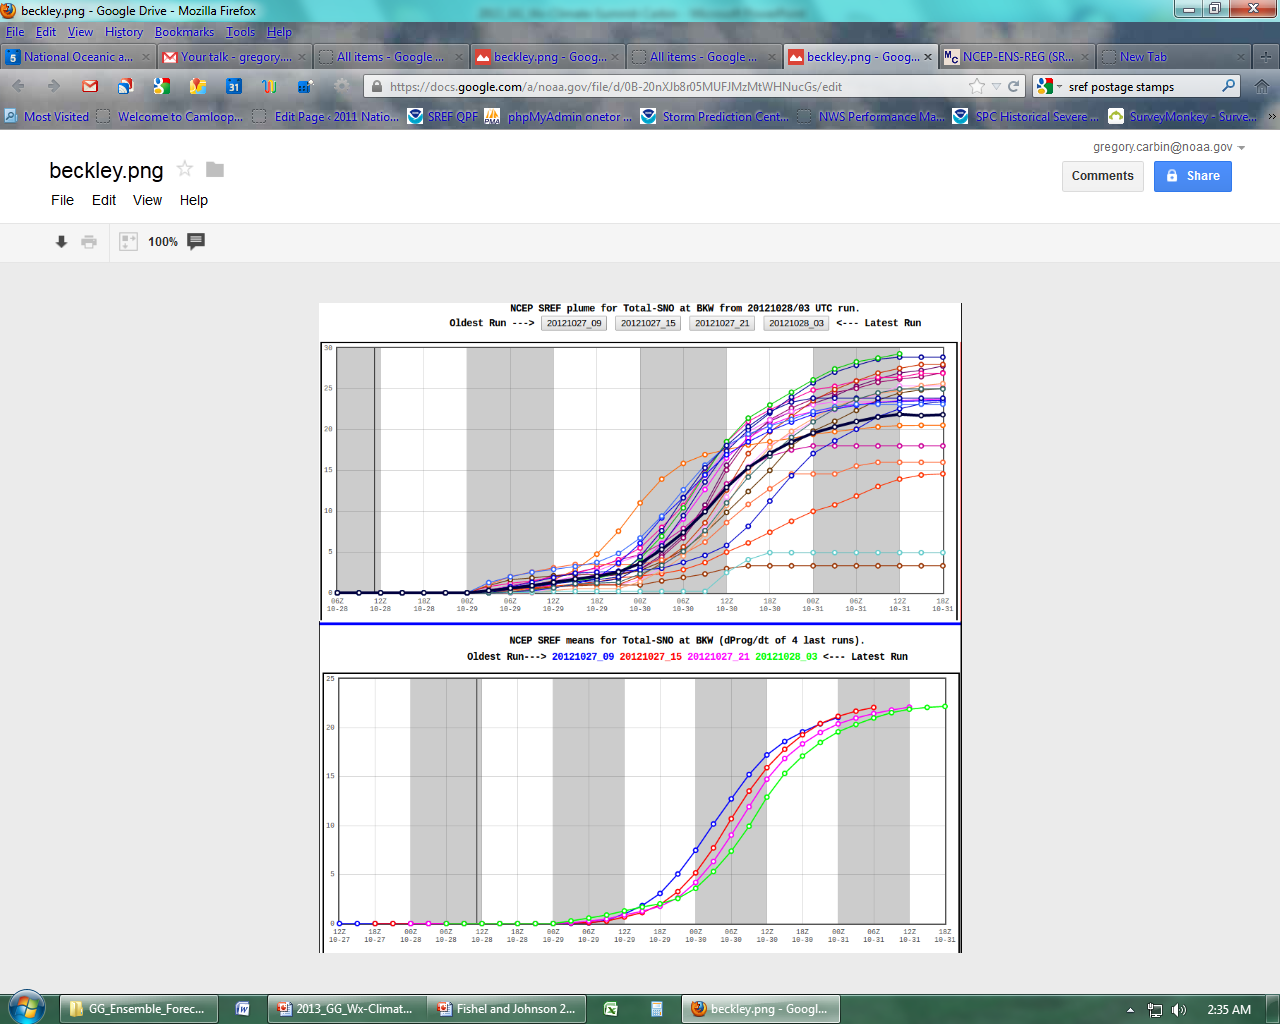 beckley.png - Google Drive - Mozilla Firefox
File Edit View History Bookmarks Tools Help
National Oceanic a... Your talk - gregory.... All items - Google ... beckley.png - Goog... All items - Google ... beckley.png - Goog... NCEP-ENS-REG (SR... New Tab
https://docs.google.com/a/noaa.gov/file/d/0B-20nXJb8r05MUFJMzMtWHNucGs/edit sref postage stamps
Most Visited Welcome to Camloop... Edit Page ‹ 2011 Natio... SREF QPF phpMyAdmin onetor ... Storm Prediction Cent... NWS Performance Ma... SPC Historical Severe ... SurveyMonkey - Surve... »
gregory.carbin@noaa.gov
beckley.png
Comments Share
File Edit View Help
100%
NCEP SREF plume for Total-SNO at BKW from 20121028/03 UTC run.
Oldest Run ---> 20121027_09 20121027_15 20121027_21 20121028_03 <--- Latest Run
30
25
20
15
10
5
0
06Z 12Z 18Z 00Z 06Z 12Z 18Z 00Z 06Z 12Z 18Z 00Z 06Z 12Z 18Z
10-28 10-28 10-28 10-29 10-29 10-29 10-29 10-30 10-30 10-30 10-30 10-31 10-31 10-31 10-31
NCEP SREF means for Total-SNO at BKW (dProg/dt of 4 last runs).
Oldest Run---> 20121027_09 20121027_15 20121027_21 20121028_03 <--- Latest Run
25
20
15
10
5
0
12Z 18Z 00Z 06Z 12Z 18Z 00Z 06Z 12Z 18Z 00Z 06Z 12Z 18Z 00Z 06Z 12Z 18Z
10-27 10-27 10-28 10-28 10-28 10-28 10-29 10-29 10-29 10-29 10-30 10-30 10-30 10-30 10-31 10-31 10-31 10-31
GG_Ensemble_Forec... 2013_GG_Wx-Climat... Fishel and Johnson 2... beckley.png - Googl... 2:35 AM